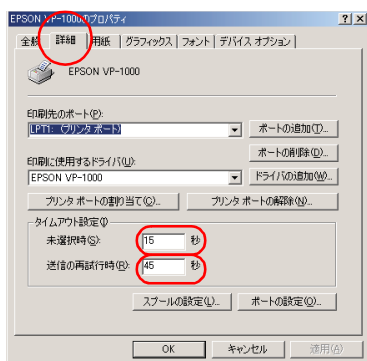 EPSON VP-1000のプロパティ
全般 詳細 用紙 グラフィックス フォント デバイス オプション
EPSON VP-1000
印刷先のポート(P):
LPT1: (プリンタ ポート)
ポートの追加(T)...
ポートの削除(D)...
印刷に使用するドライバ(U):
EPSON VP-1000
ドライバの追加(W)...
プリンタ ポートの割り当て(C)... プリンタ ポートの解除(N)...
タイムアウト設定(I)
未選択時(S): 15 秒
送信の再試行時(R): 45 秒
スプールの設定(L)... ポートの設定(O)...
OK キャンセル 適用(A)